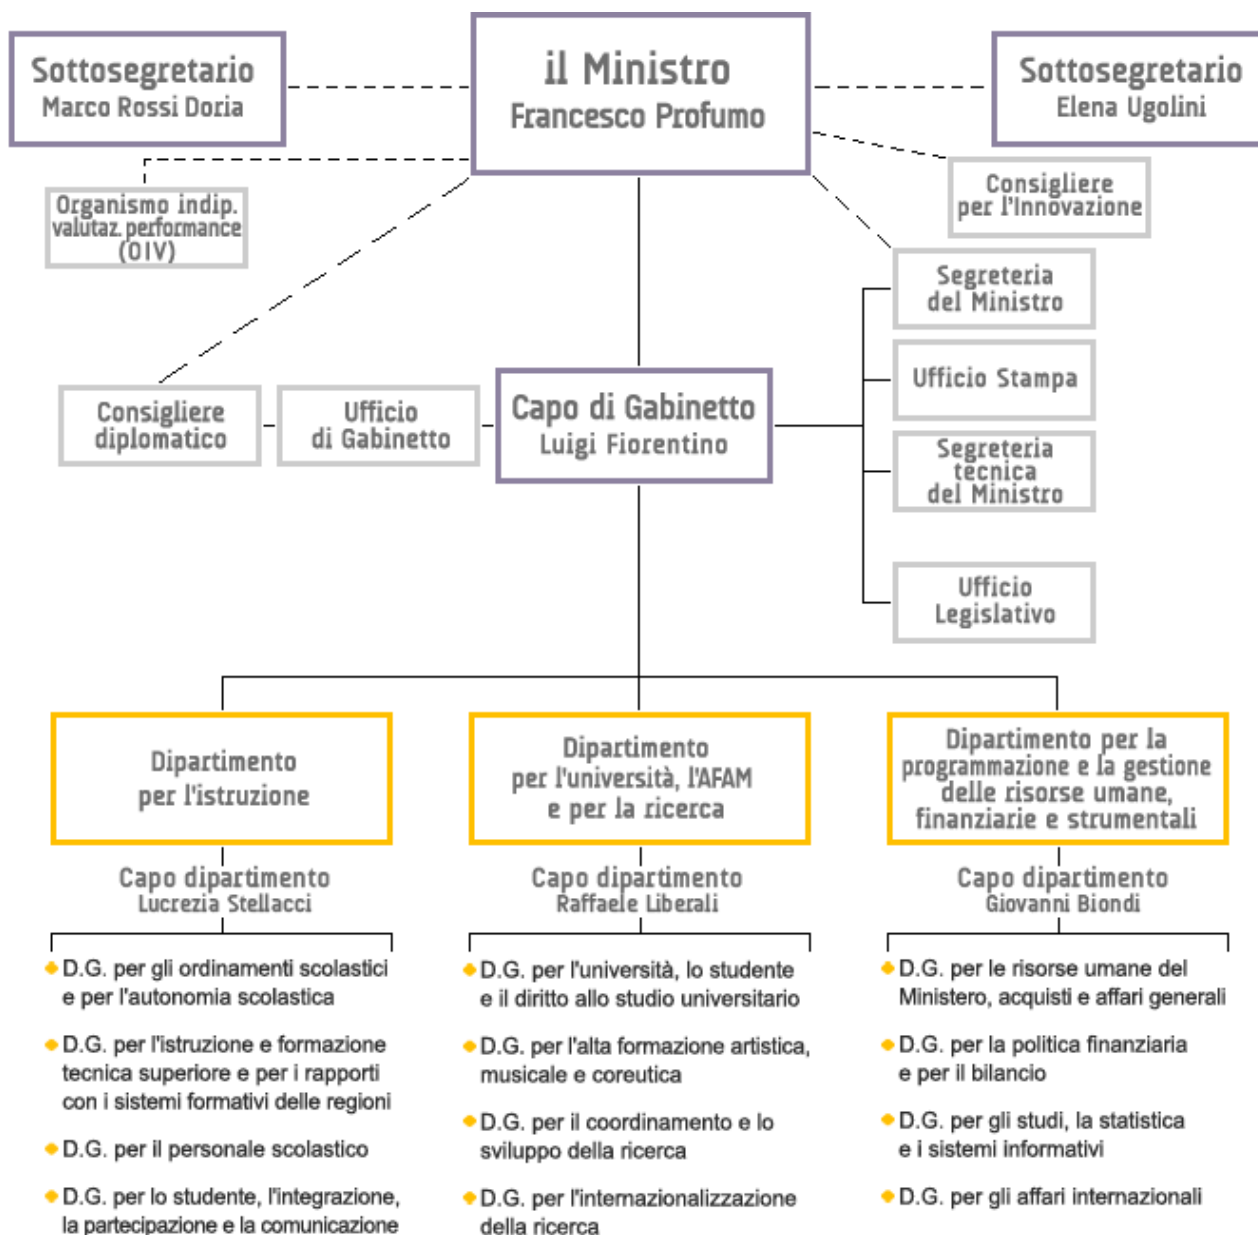 Sottosegretario
Marco Rossi Doria
il Ministro
Francesco Profumo
Sottosegretario
Elena Ugolini
Organismo indip.
valutaz. performance
(OIV)
Consigliere
per l'Innovazione
Segreteria
del Ministro
Ufficio Stampa
Segreteria
tecnica
del Ministro
Ufficio
Legislativo
Consigliere
diplomatico
Ufficio
di Gabinetto
Capo di Gabinetto
Luigi Fiorentino
Dipartimento
per l'istruzione
Capo dipartimento
Lucrezia Stellacci
D.G. per gli ordinamenti scolastici
e per l'autonomia scolastica
D.G. per l'istruzione e formazione
tecnica superiore e per i rapporti
con i sistemi formativi delle regioni
D.G. per il personale scolastico
D.G. per lo studente, l'integrazione,
la partecipazione e la comunicazione
Dipartimento
per l'università, l'AFAM
e per la ricerca
Capo dipartimento
Raffaele Liberali
D.G. per l'università, lo studente
e il diritto allo studio universitario
D.G. per l'alta formazione artistica,
musicale e coreutica
D.G. per il coordinamento e lo
sviluppo della ricerca
D.G. per l'internazionalizzazione
della ricerca
Dipartimento per la
programmazione e la gestione
delle risorse umane,
finanziarie e strumentali
Capo dipartimento
Giovanni Biondi
D.G. per le risorse umane del
Ministero, acquisti e affari generali
D.G. per la politica finanziaria
e per il bilancio
D.G. per gli studi, la statistica
e i sistemi informativi
D.G. per gli affari internazionali